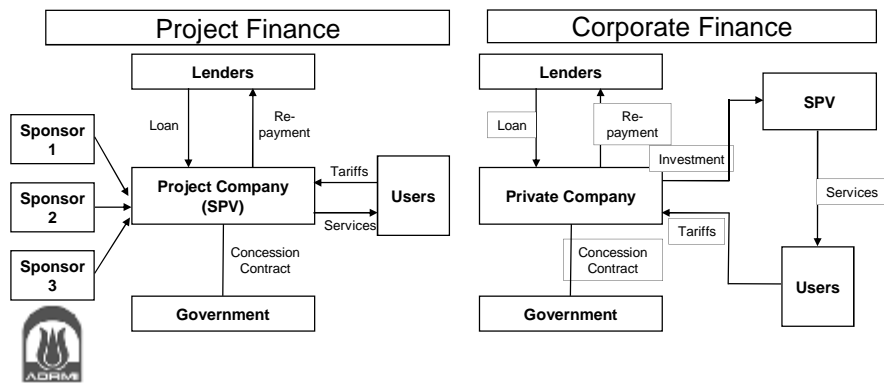 Project Finance
Lenders
Loan
Re-
payment
Sponsor
1
Sponsor
2
Sponsor
3
Project Company
(SPV)
Tariffs
Services
Users
Concession
Contract
Government
ADRMI
Corporate Finance
Lenders
Loan
Re-
payment
Investment
SPV
Private Company
Services
Tariffs
Users
Concession
Contract
Government